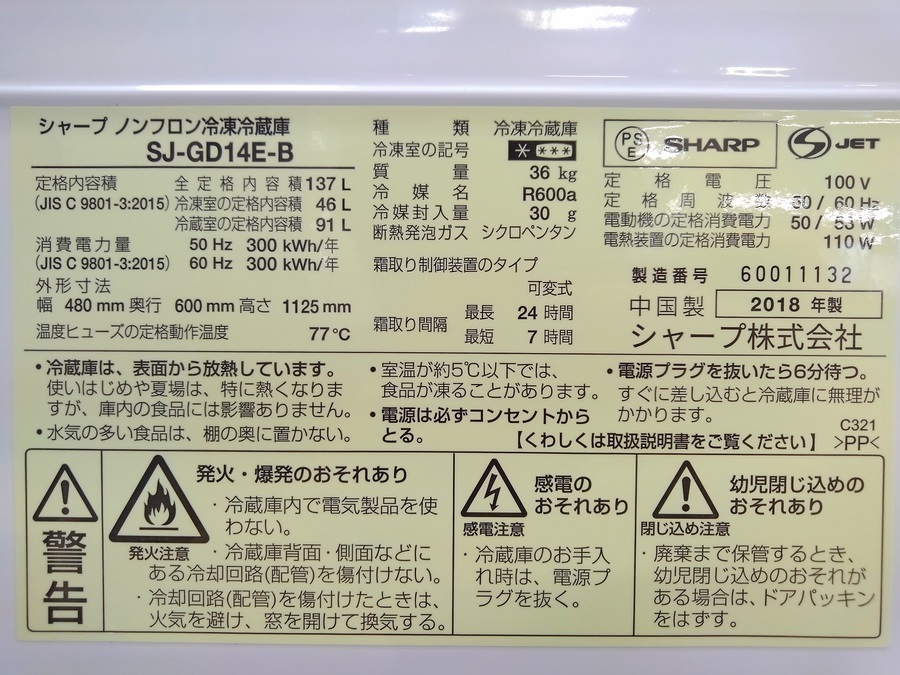 シャープ ノンフロン冷凍冷蔵庫
SJ-GD14E-B
定格内容積 全定格内容積 137 L
(JIS C 9801-3:2015) 冷凍室の定格内容積 46 L
冷蔵室の定格内容積 91 L
消費電力量 50 Hz 300 kWh/年
(JIS C 9801-3:2015) 60 Hz 300 kWh/年
外形寸法
幅 480 mm 奥行 600 mm 高さ 1125 mm
温度ヒューズの定格動作温度 77℃
種類 冷凍冷蔵庫
冷凍室の記号 * ***
質量 36 kg
冷媒名 R600a
冷媒封入量 30 g
断熱発泡ガス シクロペンタン
霜取り制御装置のタイプ
可変式
霜取り間隔 最長 24 時間
最短 7 時間
PS E SHARP S JET
定格電圧 100 V
定格周波数 50 / 60 Hz
電動機の定格消費電力 50 / 53 W
電熱装置の定格消費電力 110 W
製造番号 60011132
中国製 2018 年製
シャープ株式会社
・冷蔵庫は、表面から放熱しています。
使いはじめや夏場は、特に熱くなりま
すが、庫内の食品には影響ありません。
・水気の多い食品は、棚の奥に置かない。
・室温が約5℃以下では、
食品が凍ることがあります。
・電源は必ずコンセントから
とる。
・電源プラグを抜いたら6分待つ。
すぐに差し込むと冷蔵庫に無理が
かかります。
C321
【くわしくは取扱説明書をご覧ください】 >PP<
警告
発火・爆発のおそれあり
発火注意
・冷蔵庫内で電気製品を使
わない。
・冷蔵庫背面・側面などに
ある冷却回路(配管)を傷付けない。
・冷却回路(配管)を傷付けたときは、
火気を避け、窓を開けて換気する。
感電の
おそれあり
感電注意
・冷蔵庫のお手入
れ時は、電源プ
ラグを抜く。
幼児閉じ込めの
おそれあり
閉じ込め注意
・廃棄まで保管するとき、
幼児閉じ込めのおそれが
ある場合は、ドアパッキン
をはずす。